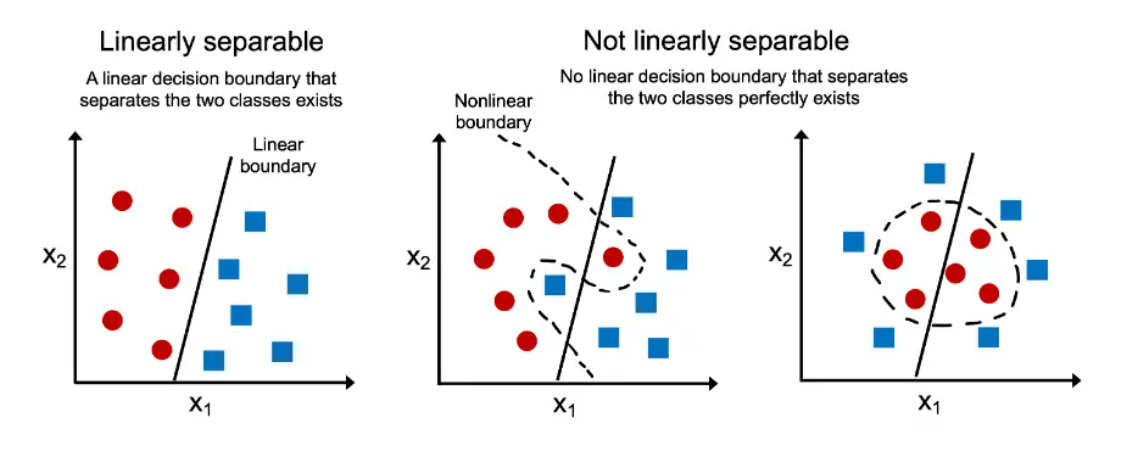 Linearly separable
A linear decision boundary that
separates the two classes exists
Linear
boundary
X₂
X₁
Not linearly separable
No linear decision boundary that separates
the two classes perfectly exists
Nonlinear
boundary
X₂
X₁
X₂
X₁